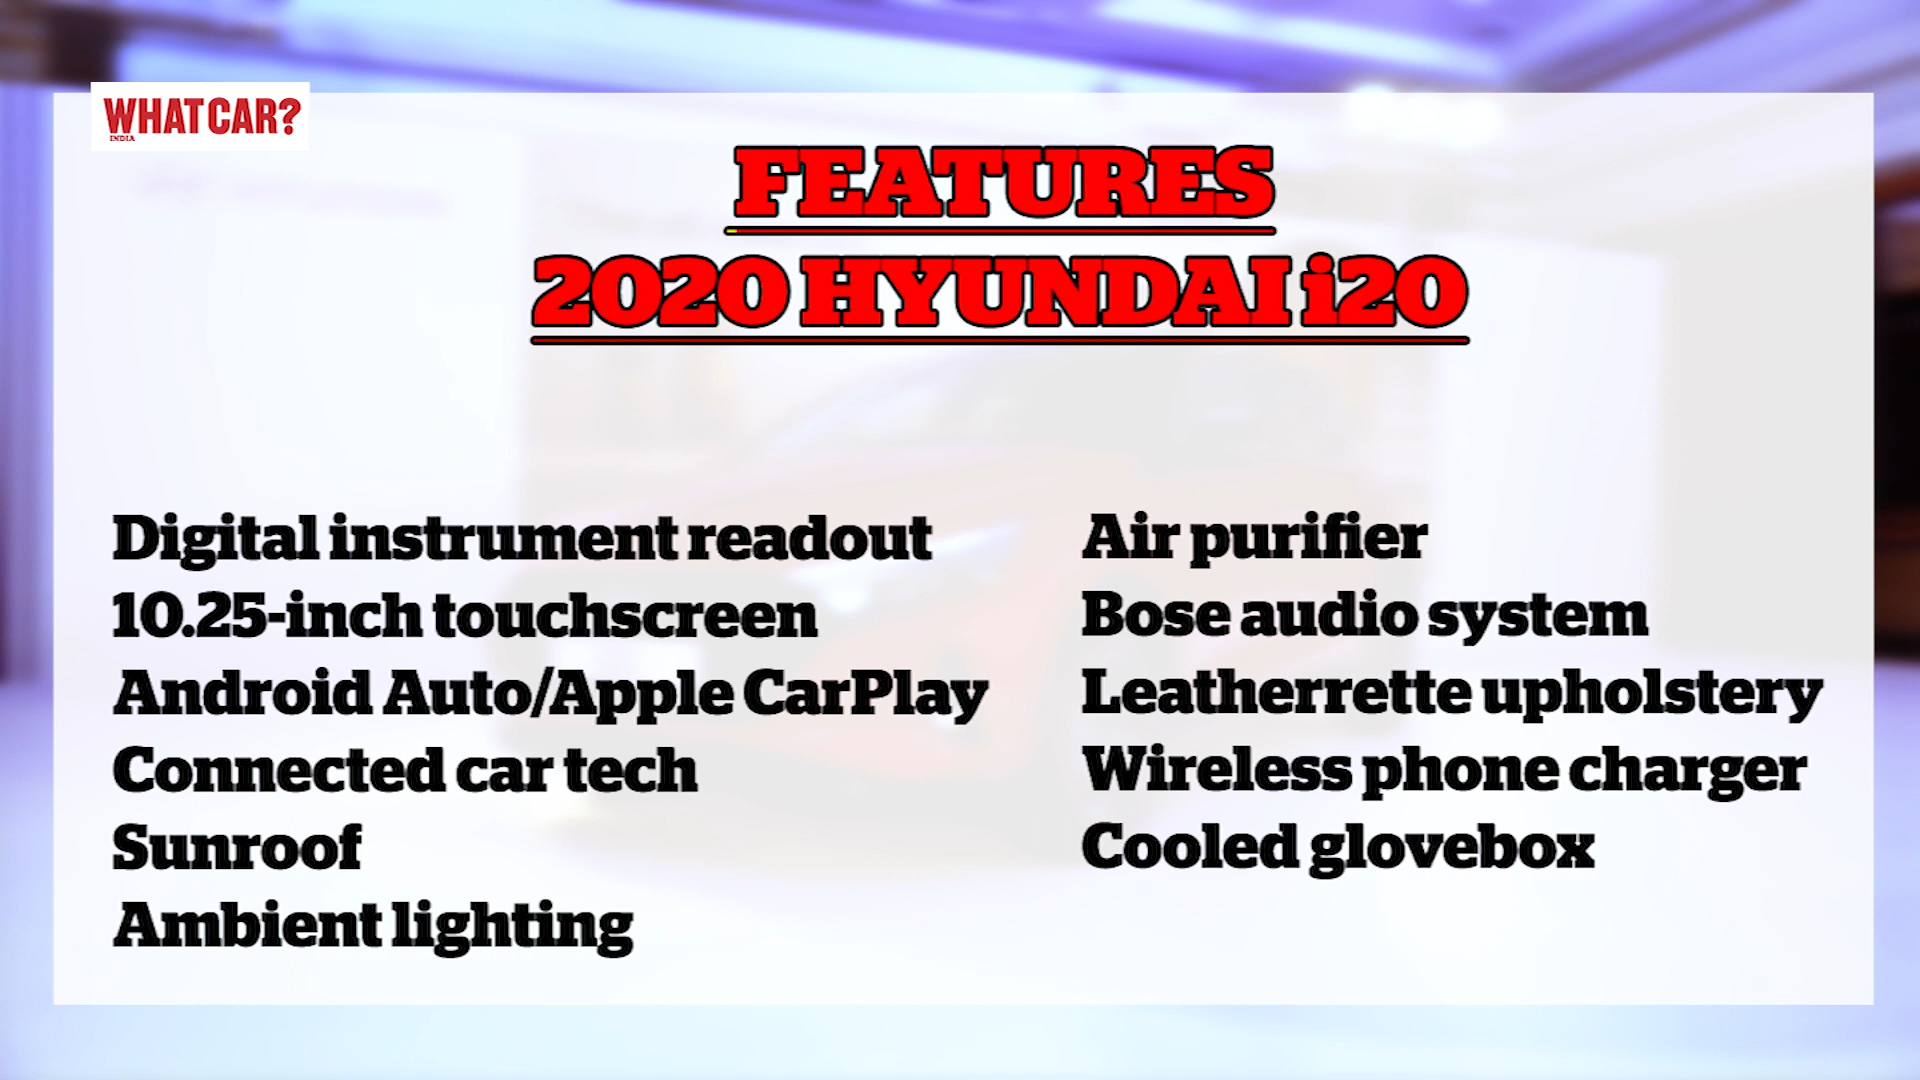 WHAT CAR?
INDIA
FEATURES
2020 HYUNDAI i20
Digital instrument readout
10.25-inch touchscreen
Android Auto/Apple CarPlay
Connected car tech
Sunroof
Ambient lighting
Air purifier
Bose audio system
Leatherrette upholstery
Wireless phone charger
Cooled glovebox